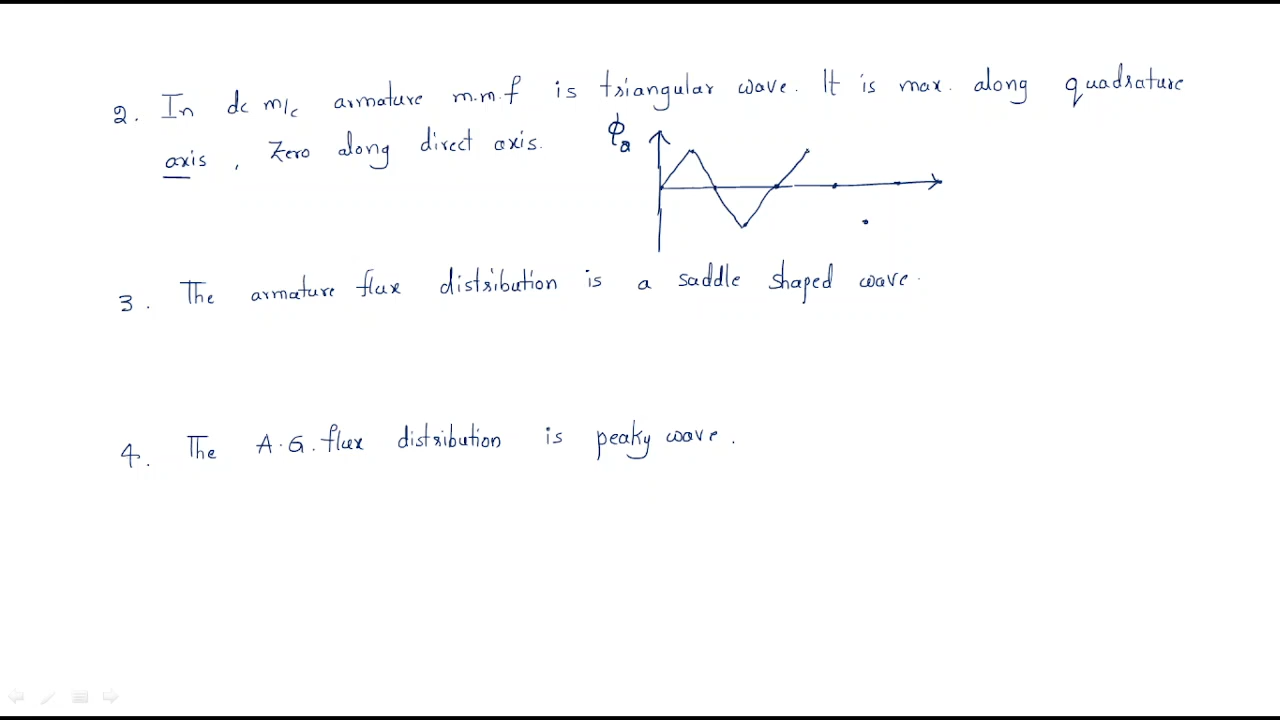 2. In dc m/c armature m.m.f is triangular wave. It is max. along quadrature
axis, Zero along direct axis.
ϕa
3. The armature flux distribution is a saddle shaped wave.
4. The A.G. flux distribution is peaky wave.